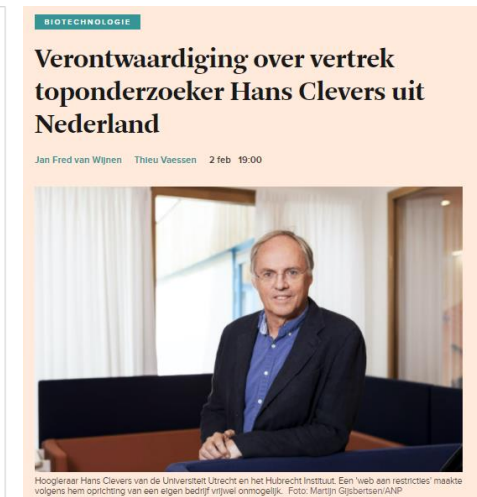 BIOTECHNOLOGIE
Verontwaardiging over vertrek
toponderzoeker Hans Clevers uit
Nederland
Jan Fred van Wijnen Thieu Vaessen 2 feb 19:00
Hoogleraar Hans Clevers van de Universiteit Utrecht en het Hubrecht Instituut. Een 'web aan restricties' maakte
volgens hem oprichting van een eigen bedrijf vrijwel onmogelijk. Foto: Martijn Gijsbertsen/ANP